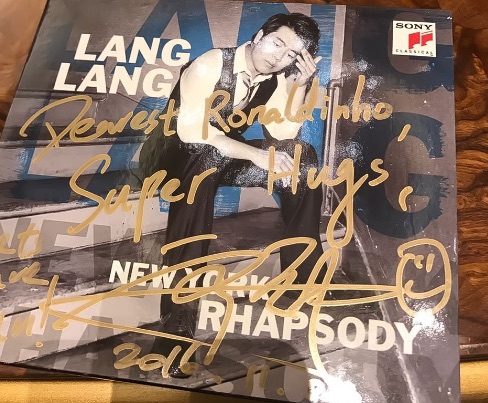 SONY
CLASSICAL
LANG
LANG
Dearest Ronaldinho,
Super Hugs,
NEW YORK
RHAPSODY
2016.